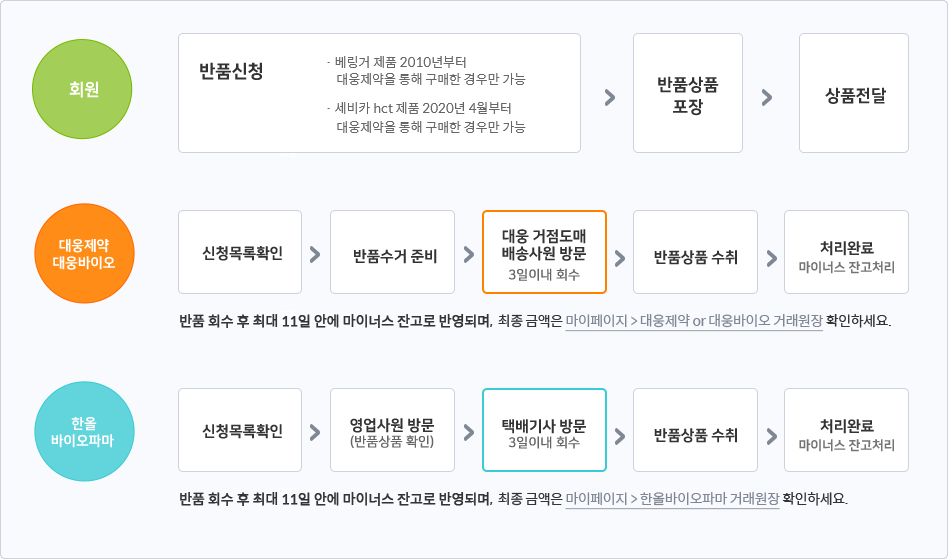 회원
반품신청
· 베링거 제품 2010년부터
대웅제약을 통해 구매한 경우만 가능
· 세비카 hct 제품 2020년 4월부터
대웅제약을 통해 구매한 경우만 가능
반품상품
포장
상품전달
대웅제약
대웅바이오
신청목록확인
반품수거 준비
대웅 거점도매
배송사원 방문
3일이내 회수
반품상품 수취
처리완료
마이너스 잔고처리
반품 회수 후 최대 11일 안에 마이너스 잔고로 반영되며, 최종 금액은 마이페이지 > 대웅제약 or 대웅바이오 거래원장 확인하세요.
한올
바이오파마
신청목록확인
영업사원 방문
(반품상품 확인)
택배기사 방문
3일이내 회수
반품상품 수취
처리완료
마이너스 잔고처리
반품 회수 후 최대 11일 안에 마이너스 잔고로 반영되며, 최종 금액은 마이페이지 > 한올바이오파마 거래원장 확인하세요.